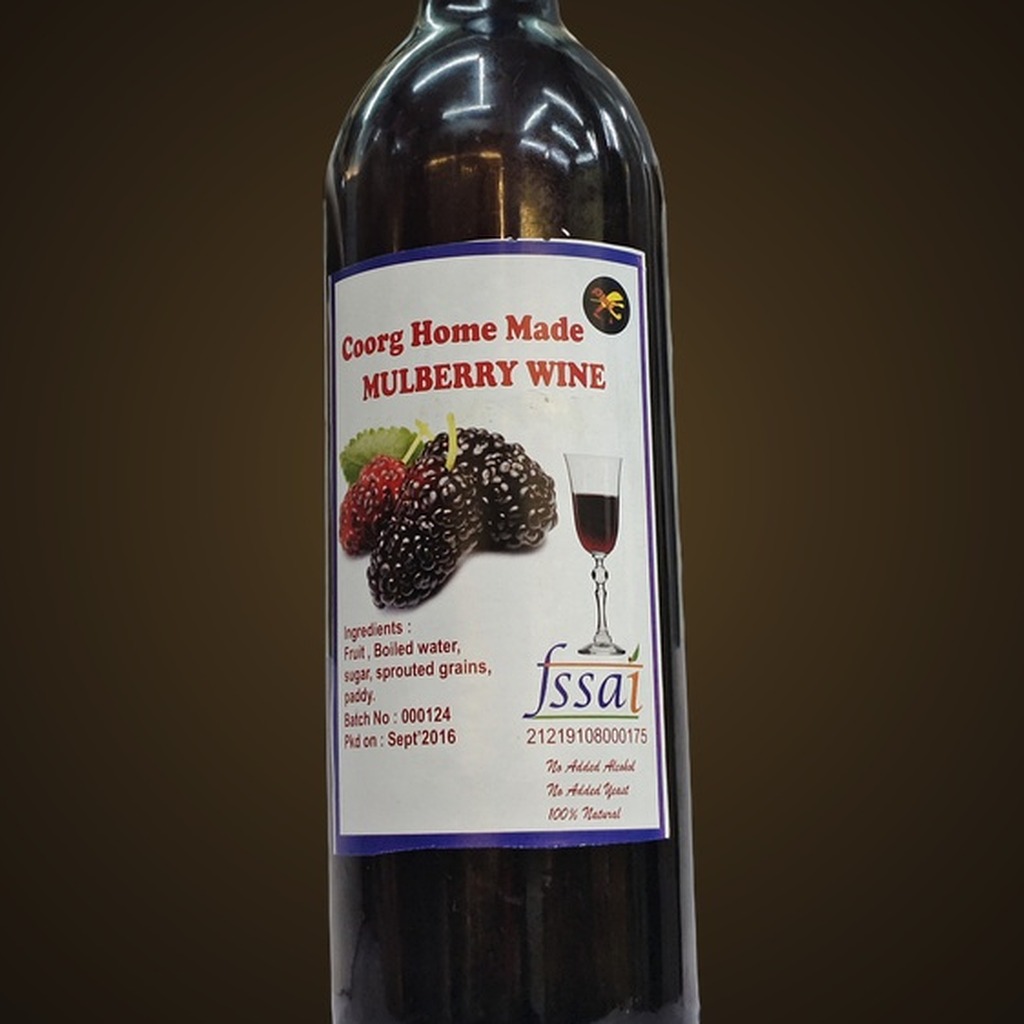 Coorg Home Made
MULBERRY WINE
Ingredients :
Fruit , Boiled water,
sugar, sprouted grains,
paddy.
Batch No : 000124
Pkd on : Sept'2016
fssai
21219108000175
No Added Alcohol
No Added Yeast
100% Natural